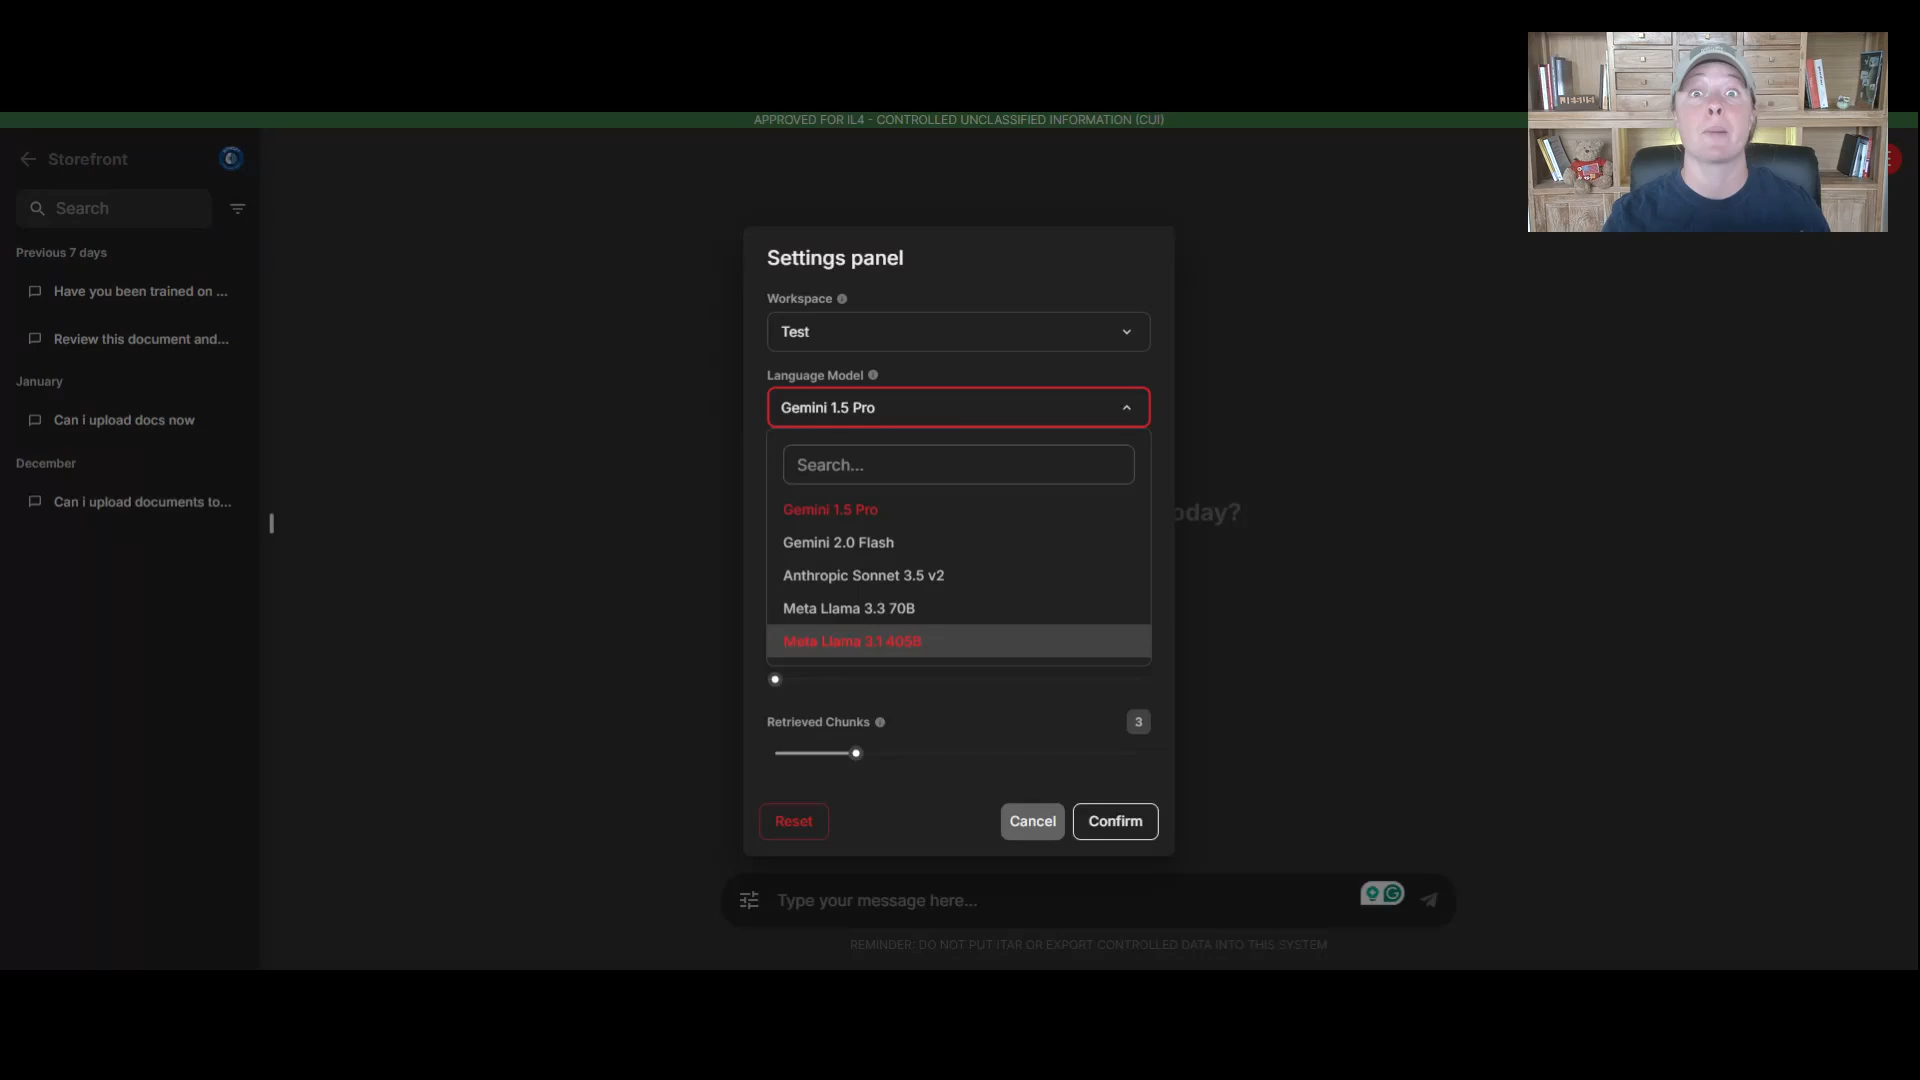 APPROVED FOR IL4 - CONTROLLED UNCLASSIFIED INFORMATION (CUI)
Storefront
Search
Previous 7 days
Have you been trained on ...
Review this document and...
January
Can i upload docs now
December
Can i upload documents to...
Settings panel
Workspace
Test
Language Model
Gemini 1.5 Pro
Search...
Gemini 1.5 Pro
Gemini 2.0 Flash
Anthropic Sonnet 3.5 v2
Meta Llama 3.3 70B
Meta Llama 3.1 405B
oday?
Retrieved Chunks
3
Reset
Cancel
Confirm
Type your message here...
REMINDER: DO NOT PUT ITAR OR EXPORT CONTROLLED DATA INTO THIS SYSTEM